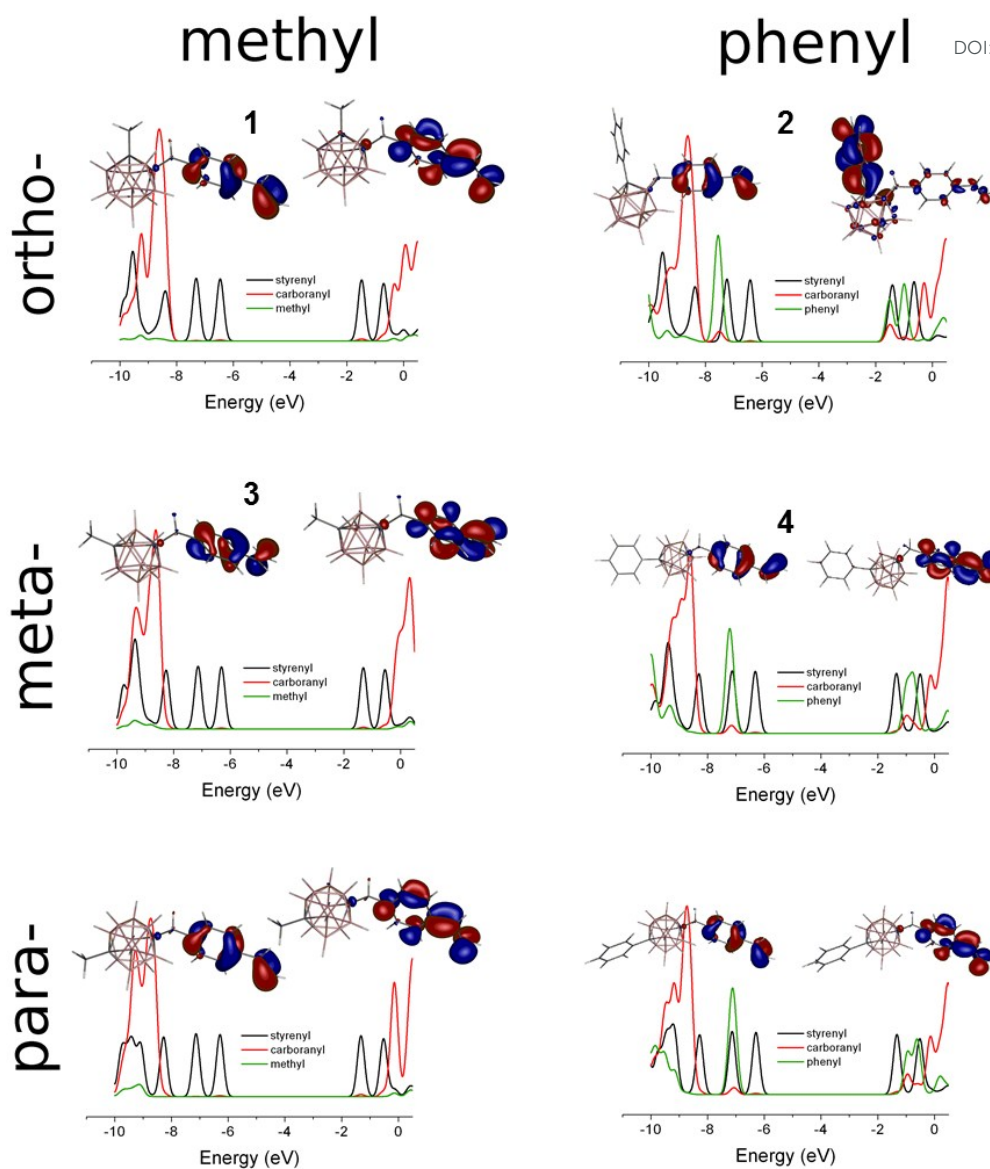 methyl
phenyl
DOI:
ortho-
1
styrenyl
carboranyl
methyl
-10 -8 -6 -4 -2 0
Energy (eV)
2
styrenyl
carboranyl
phenyl
-10 -8 -6 -4 -2 0
Energy (eV)
meta-
3
styrenyl
carboranyl
methyl
-10 -8 -6 -4 -2 0
Energy (eV)
4
styrenyl
carboranyl
phenyl
-10 -8 -6 -4 -2 0
Energy (eV)
para-
styrenyl
carboranyl
methyl
-10 -8 -6 -4 -2 0
Energy (eV)
styrenyl
carboranyl
phenyl
-10 -8 -6 -4 -2 0
Energy (eV)